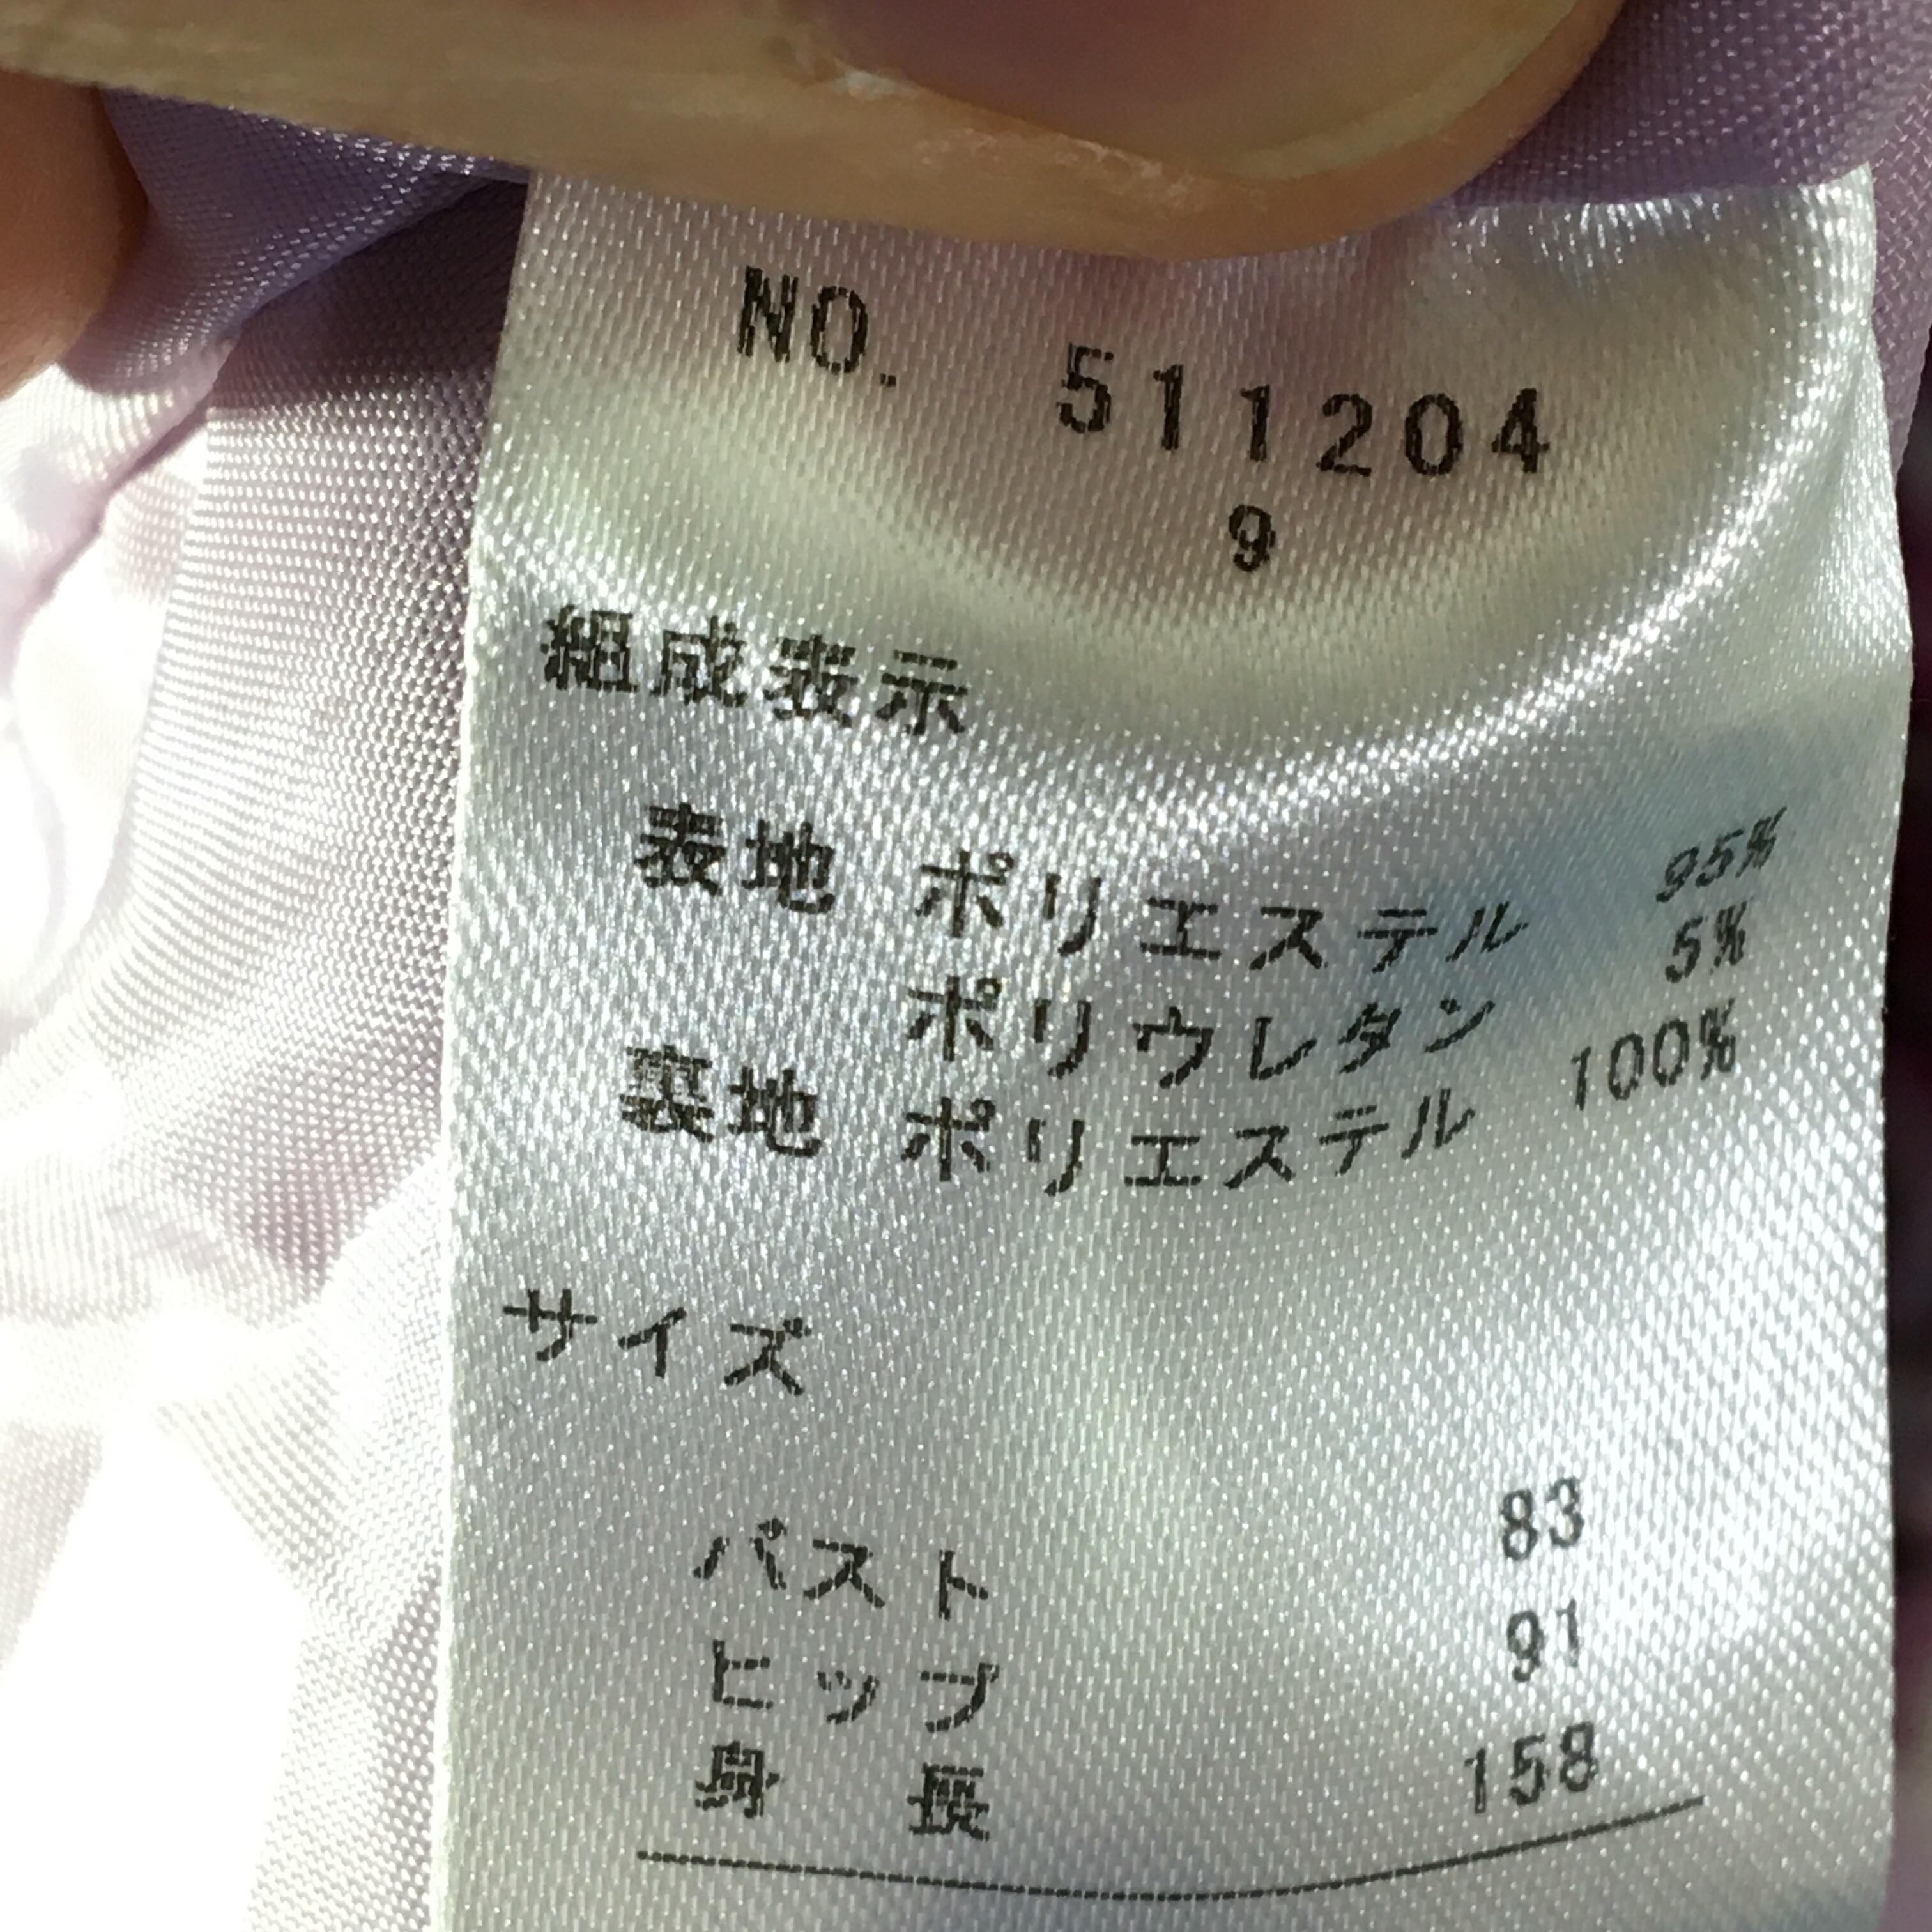 NO. 511204
9
組成表示
表地 ポリエステル 95%
ポリウレタン 5%
裏地 ポリエステル 100%
サイズ
バスト 83
ヒップ 91
身長 158